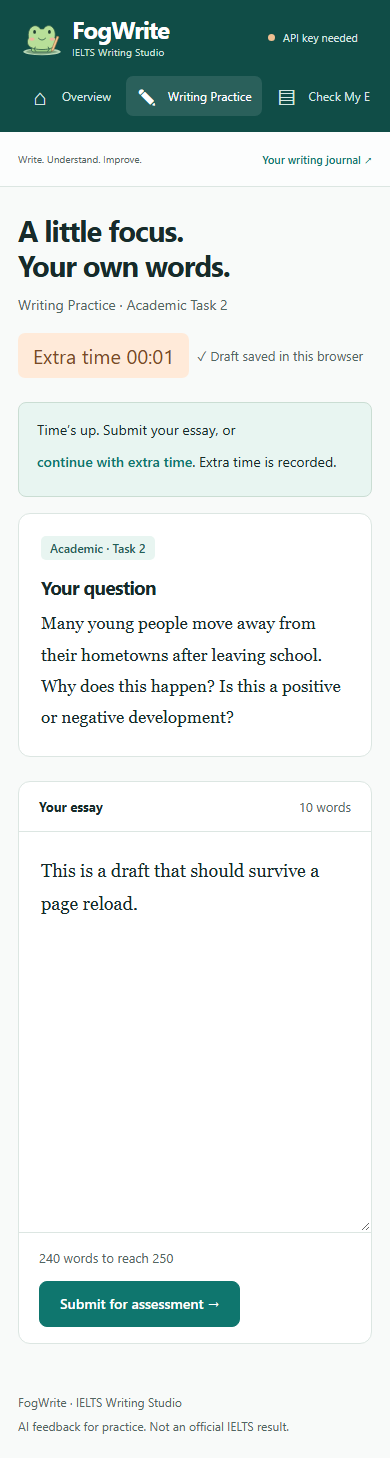 FogWrite
IELTS Writing Studio
API key needed
Overview
Writing Practice
Check My E
Write. Understand. Improve.
Your writing journal ↗
A little focus.
Your own words.
Writing Practice · Academic Task 2
Extra time 00:01
✓ Draft saved in this browser
Time's up. Submit your essay, or
continue with extra time. Extra time is recorded.
Academic · Task 2
Your question
Many young people move away from
their hometowns after leaving school.
Why does this happen? Is this a positive
or negative development?
Your essay
10 words
This is a draft that should survive a
page reload.
240 words to reach 250
Submit for assessment →
FogWrite · IELTS Writing Studio
AI feedback for practice. Not an official IELTS result.